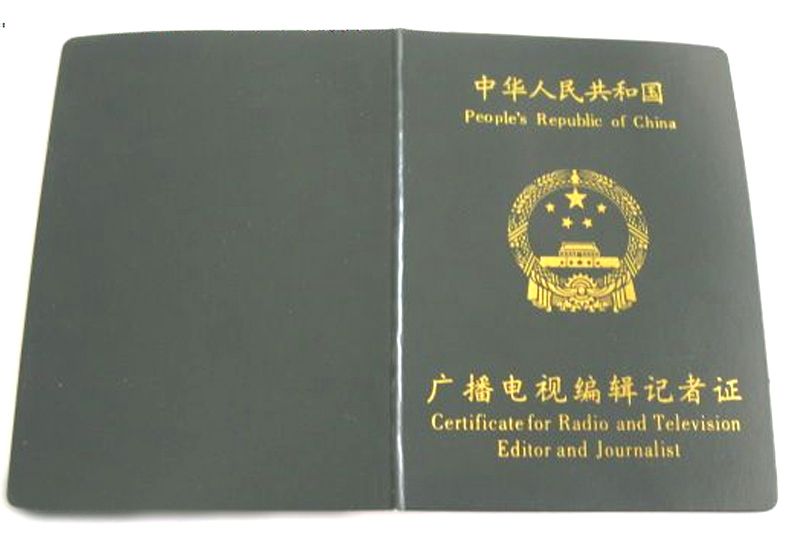 中华人民共和国
People's Republic of China
广播电视编辑记者证
Certificate for Radio and Television
Editor and Journalist